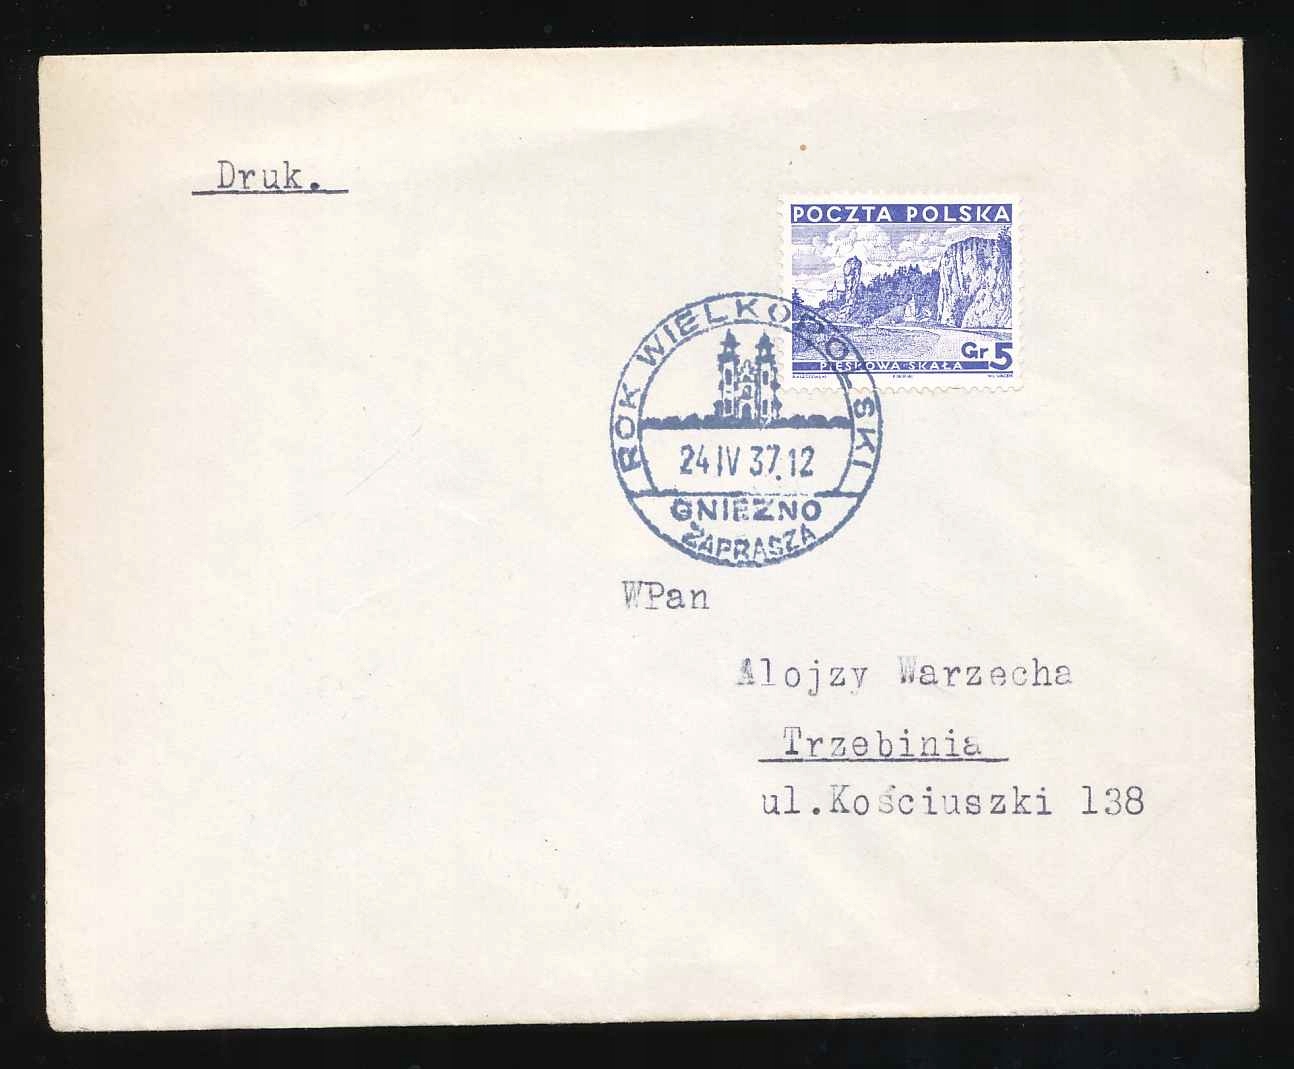 Druk.
POCZTA POLSKA
Gr 5
PIESKOWA-SKAŁA
ROK WIELKOPOLSKI
24 IV 37.12
GNIEZNO
ZAPRASZA
WPan
Alojzy Warzecha
Trzebinia
ul.Kościuszki 138